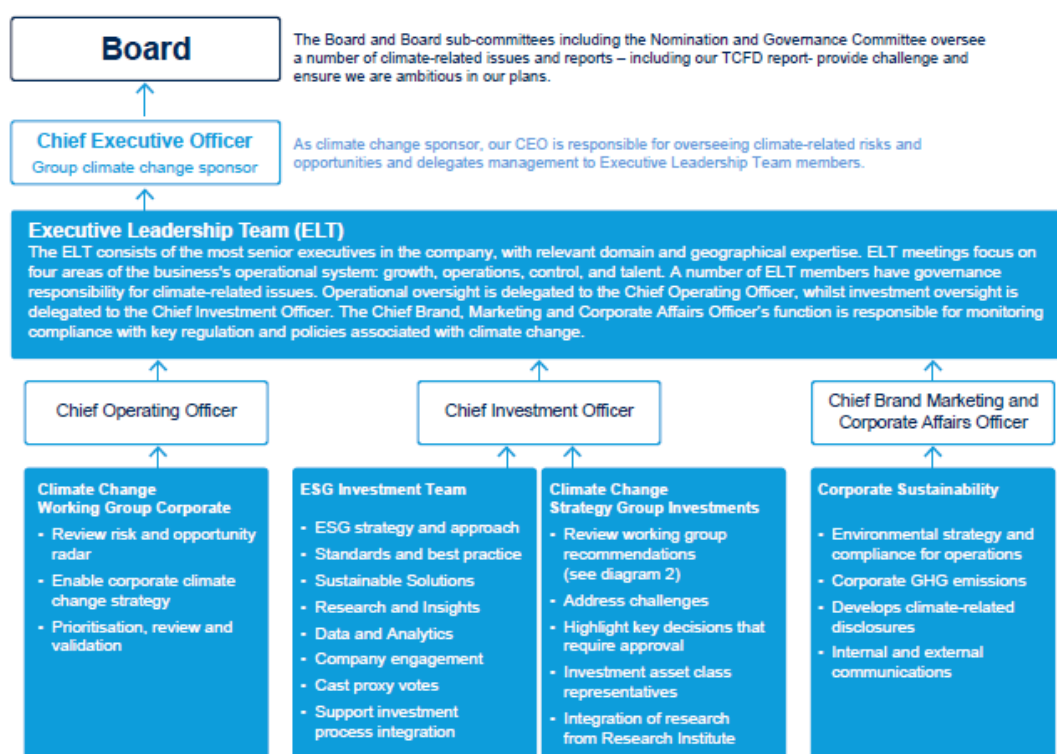 Board
The Board and Board sub-committees including the Nomination and Governance Committee oversee
a number of climate-related issues and reports – including our TCFD report- provide challenge and
ensure we are ambitious in our plans.
Chief Executive Officer
Group climate change sponsor
As climate change sponsor, our CEO is responsible for overseeing climate-related risks and
opportunities and delegates management to Executive Leadership Team members.
Executive Leadership Team (ELT)
The ELT consists of the most senior executives in the company, with relevant domain and geographical expertise. ELT meetings focus on
four areas of the business's operational system: growth, operations, control, and talent. A number of ELT members have governance
responsibility for climate-related issues. Operational oversight is delegated to the Chief Operating Officer, whilst investment oversight is
delegated to the Chief Investment Officer. The Chief Brand, Marketing and Corporate Affairs Officer's function is responsible for monitoring
compliance with key regulation and policies associated with climate change.
Chief Operating Officer
Chief Investment Officer
Chief Brand Marketing and
Corporate Affairs Officer
Climate Change
Working Group Corporate
- Review risk and opportunity
radar
- Enable corporate climate
change strategy
- Prioritisation, review and
validation
ESG Investment Team
- ESG strategy and approach
- Standards and best practice
- Sustainable Solutions
- Research and Insights
- Data and Analytics
- Company engagement
- Cast proxy votes
- Support investment
process integration
Climate Change
Strategy Group Investments
- Review working group
recommendations
(see diagram 2)
- Address challenges
- Highlight key decisions that
require approval
- Investment asset class
representatives
- Integration of research
from Research Institute
Corporate Sustainability
- Environmental strategy and
compliance for operations
- Corporate GHG emissions
- Develops climate-related
disclosures
- Internal and external
communications